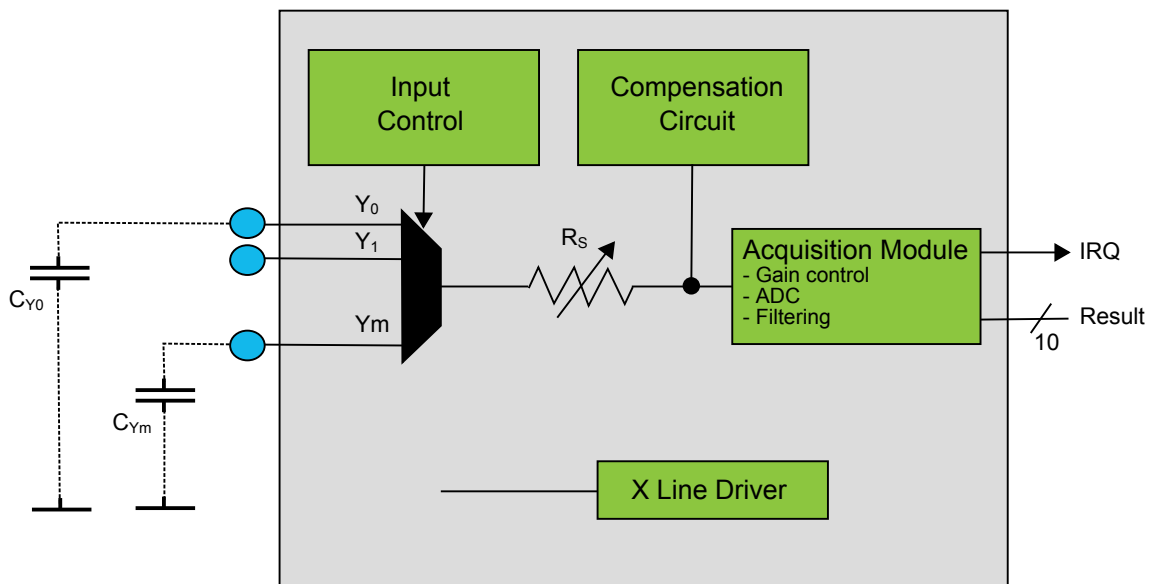 Input
Control
Compensation
Circuit
Y0
Y1
Ym
RS
Acquisition Module
- Gain control
- ADC
- Filtering
IRQ
Result
10
CY0
CYm
X Line Driver